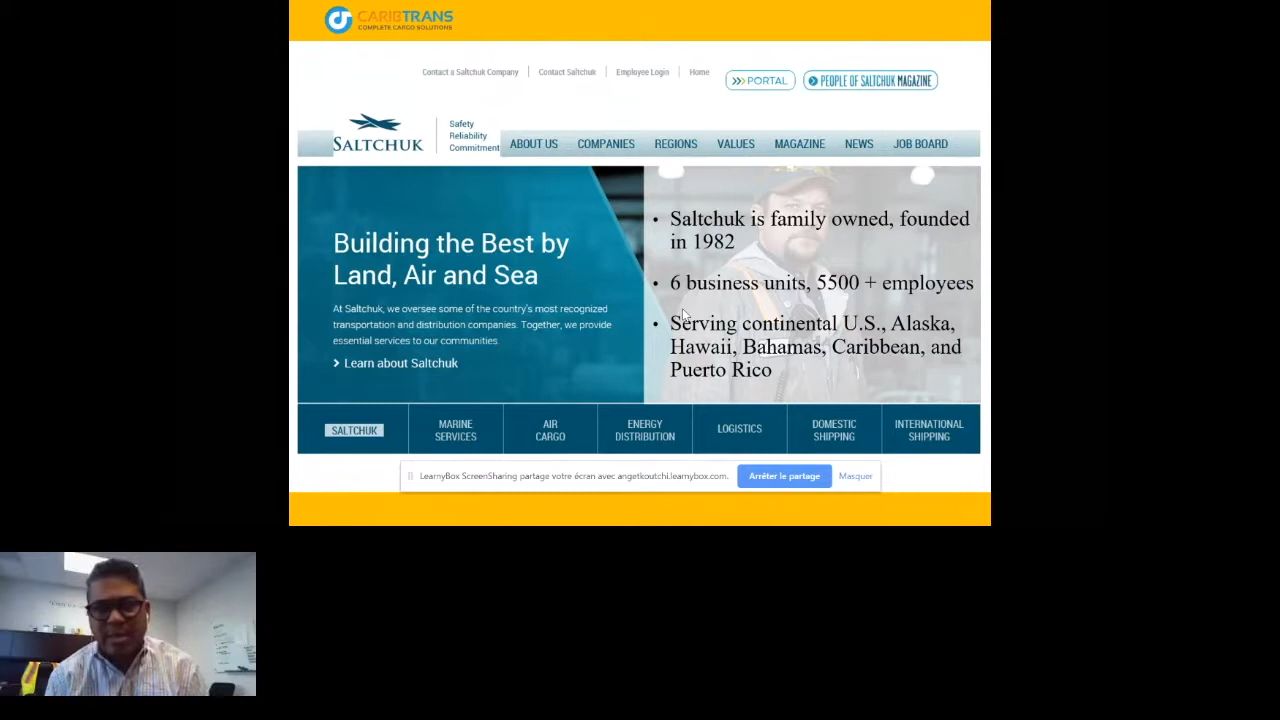 CARIBTRANS
COMPLETE CARGO SOLUTIONS
Contact a Saltchuk Company
Contact Saltchuk
Employee Login
Home
PORTAL
PEOPLE OF SALTCHUK MAGAZINE
SALTCHUK
Safety
Reliability
Commitment
ABOUT US
COMPANIES
REGIONS
VALUES
MAGAZINE
NEWS
JOB BOARD
Building the Best by
Land, Air and Sea
At Saltchuk, we oversee some of the country's most recognized
transportation and distribution companies. Together, we provide
essential services to our communities.
Learn about Saltchuk
• Saltchuk is family owned, founded
in 1982
• 6 business units, 5500 + employees
• Serving continental U.S., Alaska,
Hawaii, Bahamas, Caribbean, and
Puerto Rico
SALTCHUK
MARINE
SERVICES
AIR
CARGO
ENERGY
DISTRIBUTION
LOGISTICS
DOMESTIC
SHIPPING
INTERNATIONAL
SHIPPING
LearnyBox ScreenSharing partage votre écran avec angetkoutchi.learnybox.com.
Arrêter le partage
Masquer